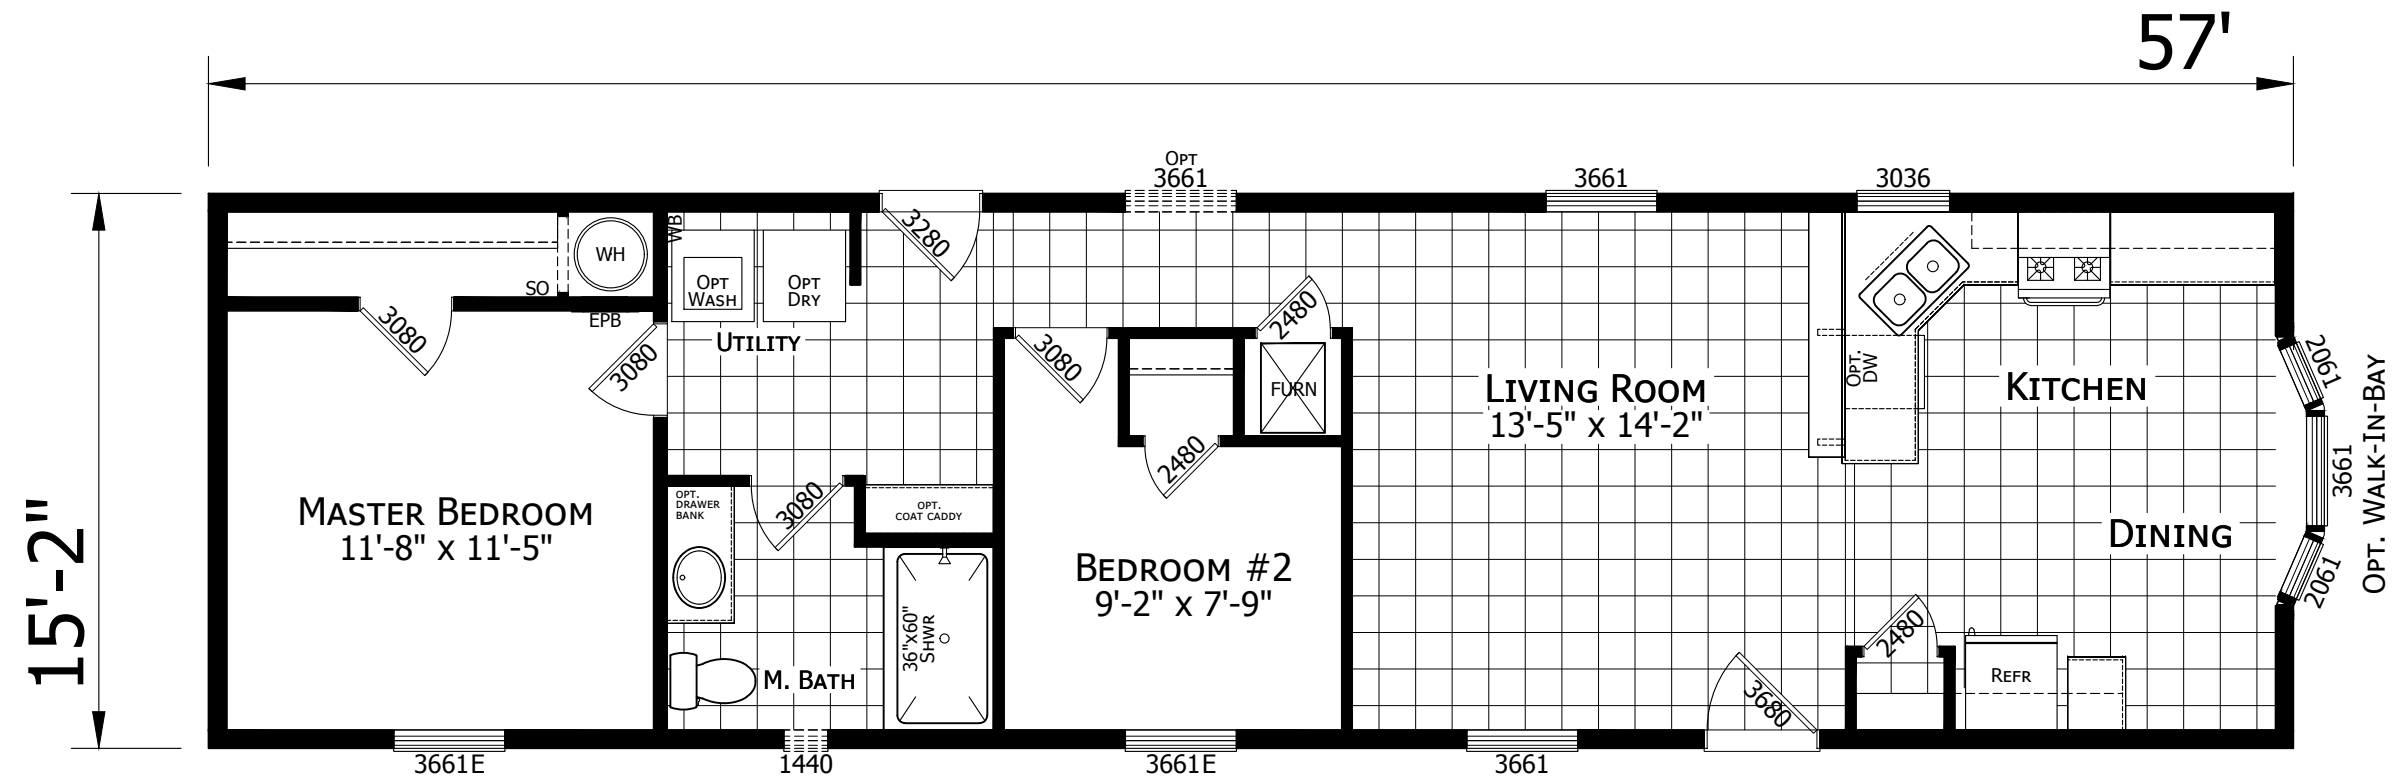 57'
15'-2"
OPT
3661
3661
3036
WH
SO
EPB
3080
3080
WB
OPT
WASH
OPT
DRY
UTILITY
3280
3080
2480
FURN
2480
LIVING ROOM
13'-5" X 14'-2"
OPT.
DW
KITCHEN
DINING
2061
3661
2061
OPT. WALK-IN-BAY
MASTER BEDROOM
11'-8" X 11'-5"
OPT.
DRAWER
BANK
3080
OPT.
COAT CADDY
36"X60"
SHWR
M. BATH
BEDROOM #2
9'-2" X 7'-9"
3680
2480
REFR
3661E
1440
3661E
3661